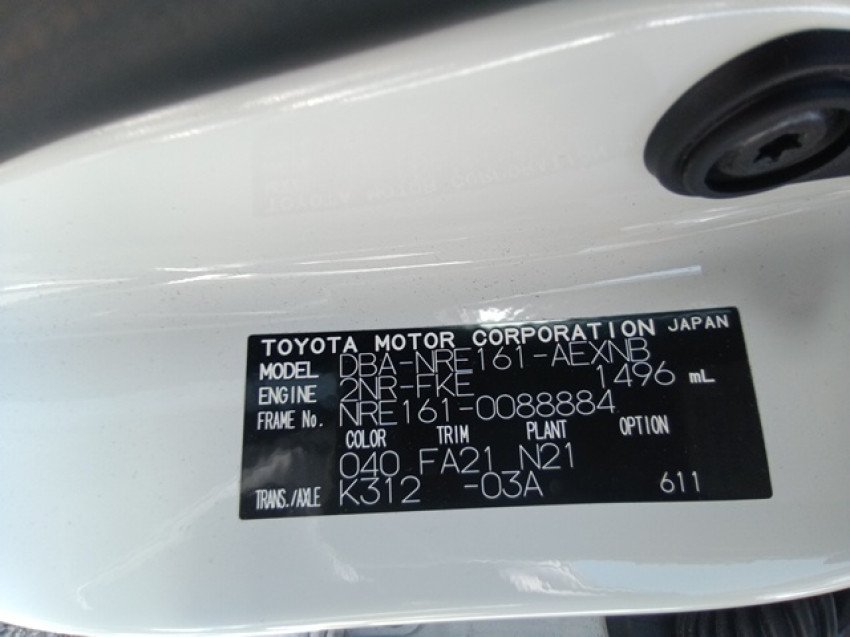 TOYOTA MOTOR CORPORATION JAPAN
MODEL DBA-NRE161-AEXNB
ENGINE 2NR-FKE 1496 mL
FRAME No. NRE161-0088884
COLOR TRIM PLANT OPTION
040 FA21 N21
TRANS./AXLE K312 -03A 611